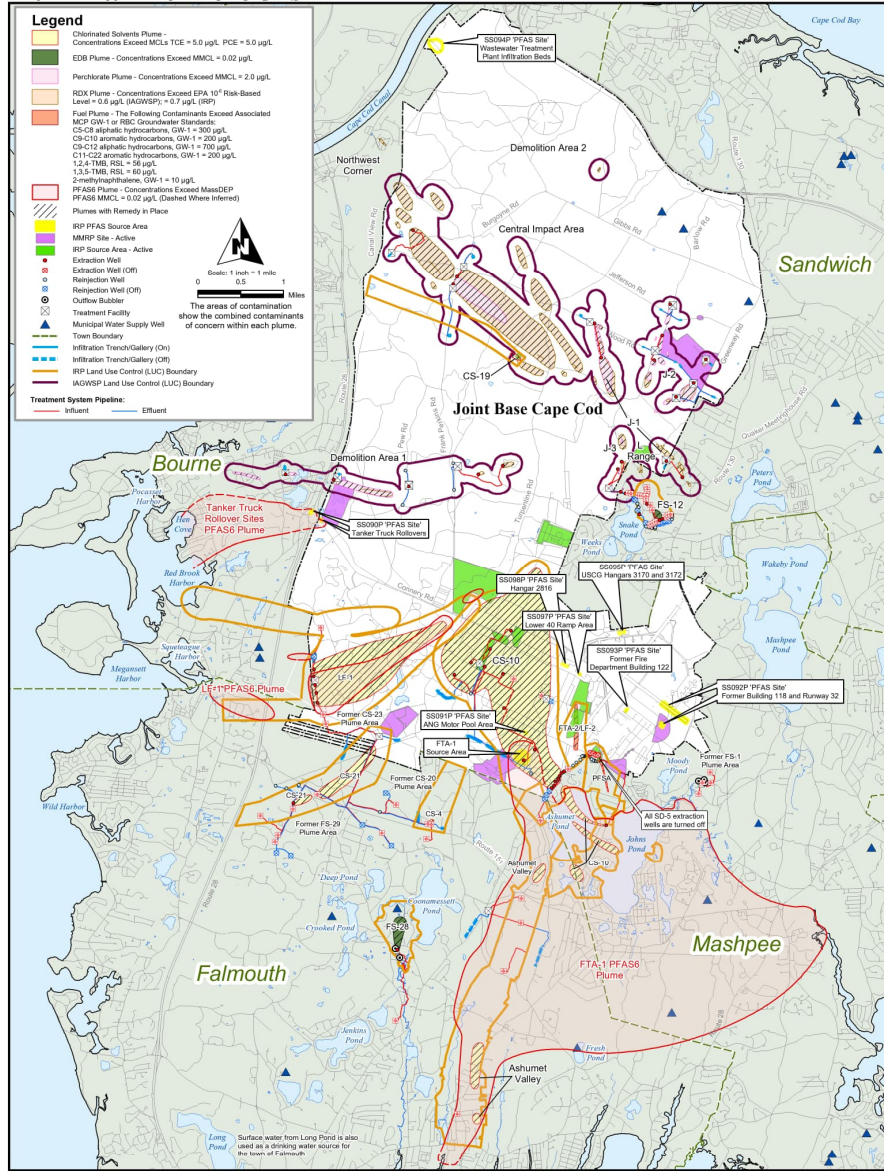 Legend
Chlorinated Solvents Plume -
Concentrations Exceed MCLs TCE = 5.0 µg/L PCE = 5.0 µg/L
EDB Plume - Concentrations Exceed MMCL = 0.02 µg/L
Perchlorate Plume - Concentrations Exceed MMCL = 2.0 µg/L
RDX Plume - Concentrations Exceed EPA 10⁶ Risk-Based
Level = 0.6 µg/L (IAGWSP); = 0.7 µg/L (IRP)
Fuel Plume - The Following Contaminants Exceed Associated
MCP GW-1 or RBC Groundwater Standards:
C5-C8 aliphatic hydrocarbons, GW-1 = 300 µg/L
C9-C10 aromatic hydrocarbons, GW-1 = 200 µg/L
C9-C12 aliphatic hydrocarbons, GW-1 = 700 µg/L
C11-C22 aromatic hydrocarbons, GW-1 = 200 µg/L
1,2,4-TMB, RSL = 56 µg/L
1,3,5-TMB, RSL = 60 µg/L
2-methylnaphthalene, GW-1 = 10 µg/L
PFAS6 Plume - Concentrations Exceed MassDEP
PFAS6 MMCL = 0.02 µg/L (Dashed Where Inferred)
Plumes with Remedy in Place
IRP PFAS Source Area
MMRP Site - Active
IRP Source Area - Active
Extraction Well
Extraction Well (Off)
Reinjection Well
Reinjection Well (Off)
Outflow Bubbler
Treatment Facility
Municipal Water Supply Well
Town Boundary
Infiltration Trench/Gallery (On)
Infiltration Trench/Gallery (Off)
IRP Land Use Control (LUC) Boundary
IAGWSP Land Use Control (LUC) Boundary
Treatment System Pipeline:
Influent
Effluent
N
Scale: 1 inch = 1 mile
0 0.5 1
Miles
The areas of contamination
show the combined contaminants
of concern within each plume.
Cape Cod Bay
SS094P 'PFAS Site'
Wastewater Treatment
Plant Infiltration Beds
Cape Cod Canal
Demolition Area 2
Route 130
Northwest
Corner
Canal View Rd
Burgoyne Rd
Gibbs Rd
Barlow Rd
Central Impact Area
Jefferson Rd
Sandwich
Wood Rd
Greenway Rd
J-2
CS-19
Route 28
Joint Base Cape Cod
J-1
Pew Rd
Frank Perkins Rd
Quaker Meetinghouse Rd
J-3
L
Range
Route 130
Demolition Area 1
Bourne
Peters
Pond
Pocasset
Harbor
FS-12
Turpentine Rd
Snake
Pond
Tanker Truck
Rollover Sites
PFAS6 Plume
Hen
Cove
SS090P 'PFAS Site'
Tanker Truck Rollovers
Weeks
Pond
Wakeby Pond
Red Brook
Harbor
Connery Rd
SS098P 'PFAS Site'
Hangar 2816
SS095P 'PFAS Site'
USCG Hangars 3170 and 3172
SS097P 'PFAS Site'
Lower 40 Ramp Area
Mashpee
Pond
Squeteague
Harbor
SS093P 'PFAS Site'
Former Fire
Department Building 122
Megansett
Harbor
CS-10
LF-1
LF-1 PFAS6 Plume
SS092P 'PFAS Site'
Former Building 118 and Runway 32
Former CS-23
Plume Area
SS091P 'PFAS Site'
ANG Motor Pool Area
FTA-2/LF-2
FTA-1
Source Area
Moody
Pond
Former FS-1
Plume Area
CS-21
Former CS-20
Plume Area
PFSA
Wild Harbor
CS-21
CS-4
Ashumet
Pond
All SD-5 extraction
wells are turned off
Former FS-29
Plume Area
Johns
Pond
Route 151
Ashumet
Valley
CS-10
Route 28
Deep Pond
Coonamessett
Pond
Crooked Pond
FS-28
Mashpee
Falmouth
FTA-1 PFAS6
Plume
Route 28
Jenkins
Pond
Fresh
Pond
Ashumet
Valley
Long
Pond
Surface water from Long Pond is also
used as a drinking water source for
the town of Falmouth